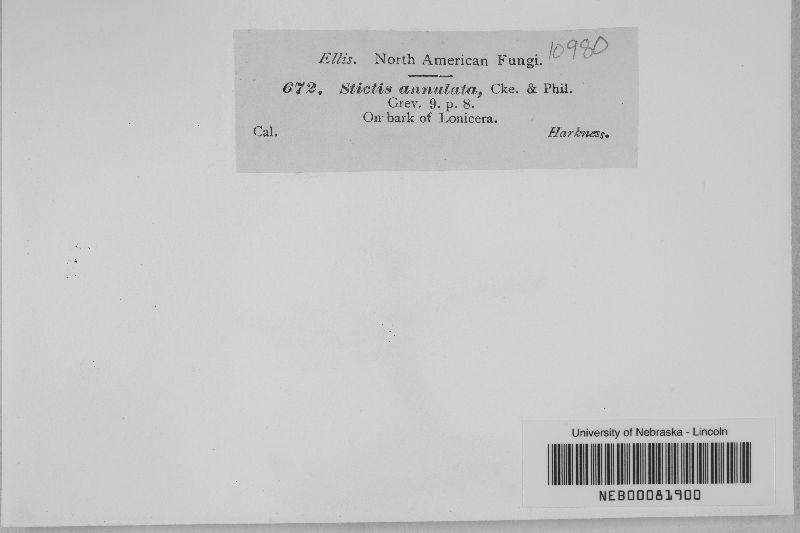 Ellis. North American Fungi. 10980
672. Stictis annulata, Cke. & Phil.
Grev. 9. p. 8.
On bark of Lonicera.
Cal. Harkness.
University of Nebraska - Lincoln
NEB00081900